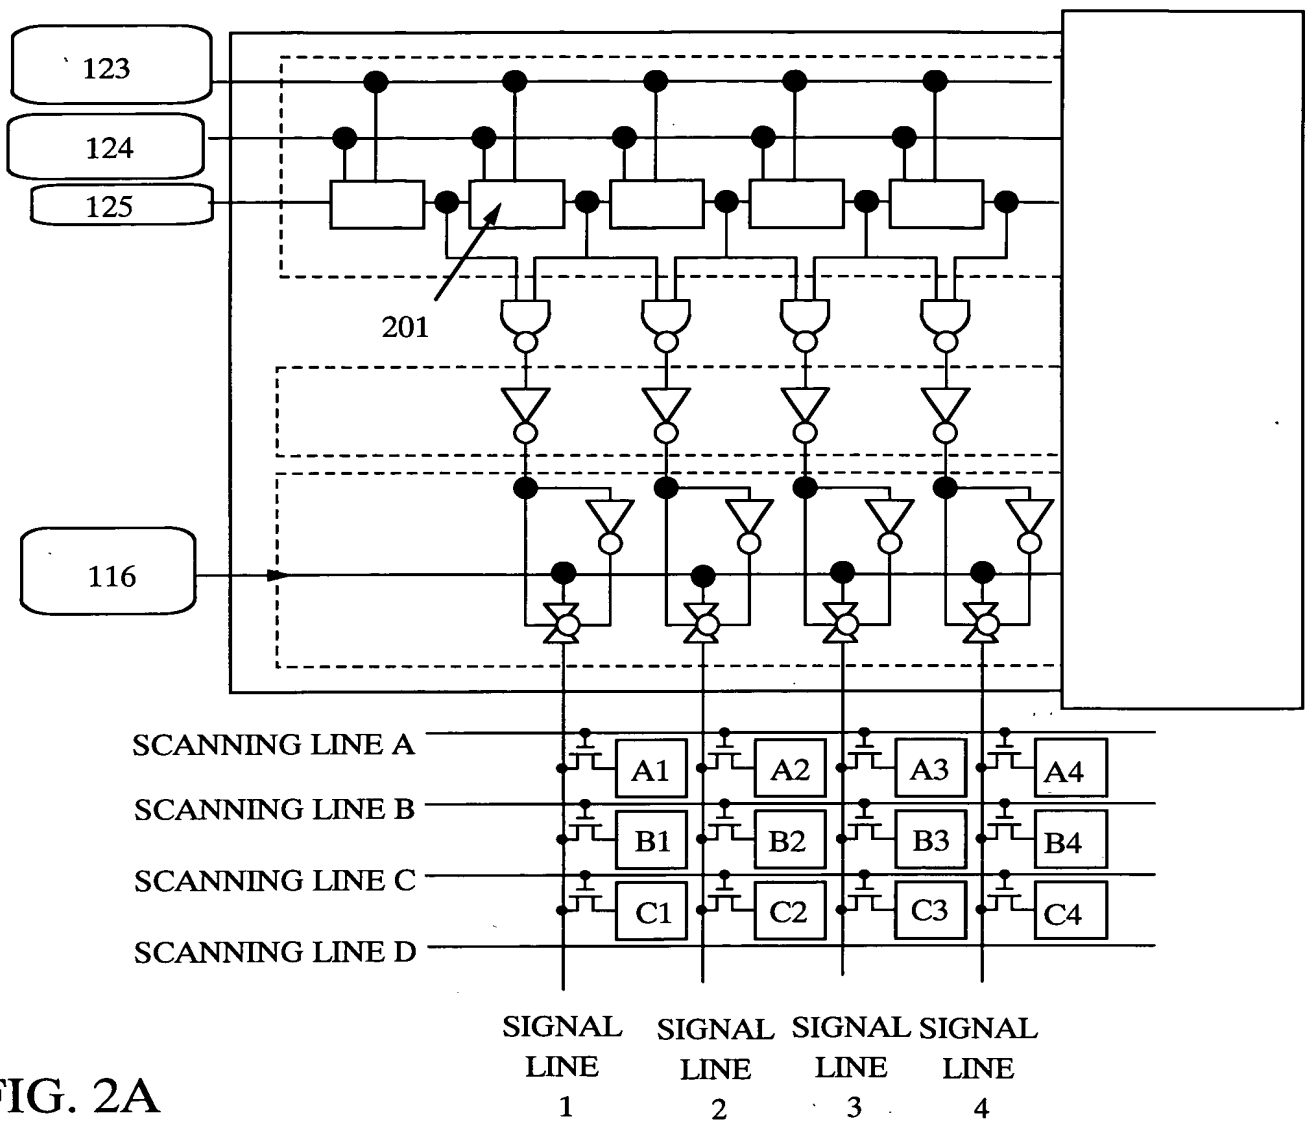 123
124
125
201
116
SCANNING LINE A
A1 A2 A3 A4
SCANNING LINE B
B1 B2 B3 B4
SCANNING LINE C
C1 C2 C3 C4
SCANNING LINE D
SIGNAL LINE 1
SIGNAL LINE 2
SIGNAL LINE 3
SIGNAL LINE 4
FIG. 2A